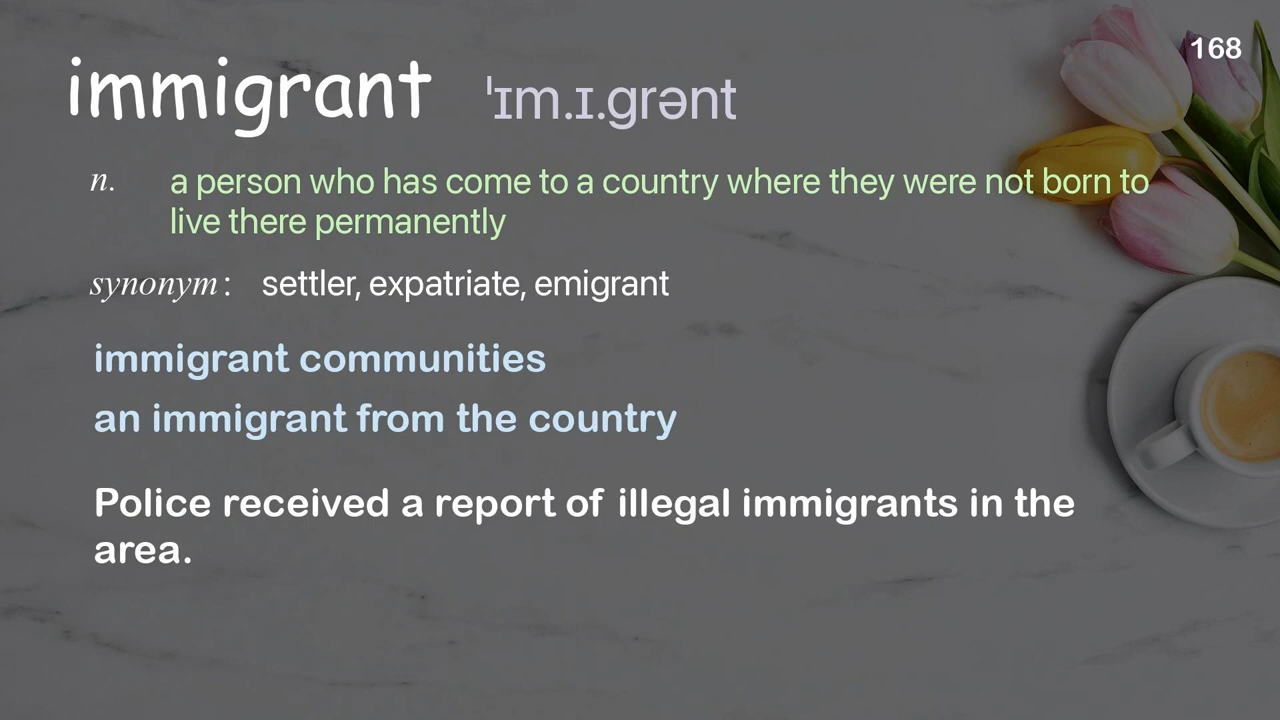 168
immigrant ˈɪm.ɪ.grənt
n. a person who has come to a country where they were not born to
live there permanently
synonym: settler, expatriate, emigrant
immigrant communities
an immigrant from the country
Police received a report of illegal immigrants in the
area.